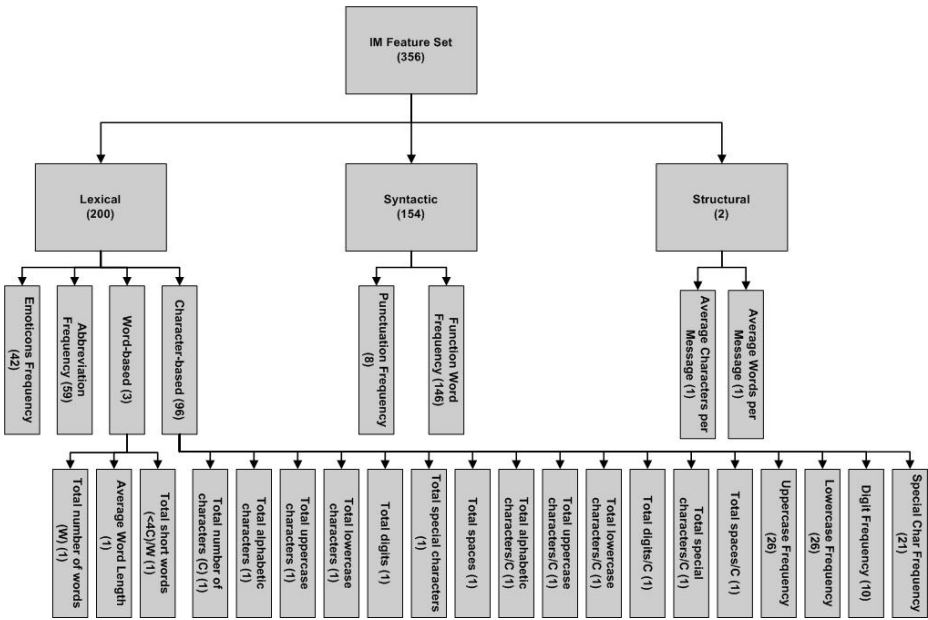 IM Feature Set
(356)
Lexical
(200)
Syntactic
(154)
Structural
(2)
Emoticons Frequency
(42)
Abbreviation
Frequency (59)
Word-based (3)
Character-based (96)
Punctuation Frequency
(8)
Function Word
Frequency (146)
Average Characters per
Message (1)
Average Words per
Message (1)
Total number of words
(W) (1)
Average Word Length
(1)
Total short words
(<4C)/W (1)
Total number of
characters (C) (1)
Total alphabetic
characters (1)
Total uppercase
characters (1)
Total lowercase
characters (1)
Total digits (1)
Total special characters
(1)
Total spaces (1)
Total alphabetic
characters/C (1)
Total uppercase
characters/C (1)
Total lowercase
characters/C (1)
Total digits/C (1)
Total special
characters/C (1)
Total spaces/C (1)
Uppercase Frequency
(26)
Lowercase Frequency
(26)
Digit Frequency (10)
Special Char Frequency
(21)